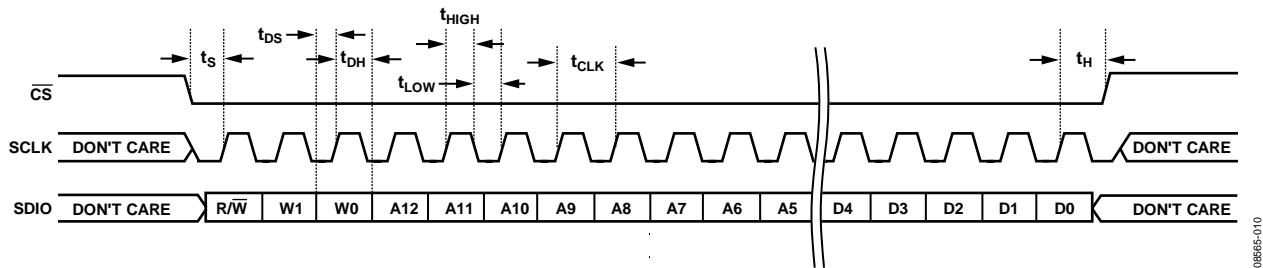 tHIGH
tDS
tS
tDH
tCLK
tH
tLOW
CS
SCLK DON'T CARE DON'T CARE
SDIO DON'T CARE R/W W1 W0 A12 A11 A10 A9 A8 A7 A6 A5 D4 D3 D2 D1 D0 DON'T CARE
08565-010